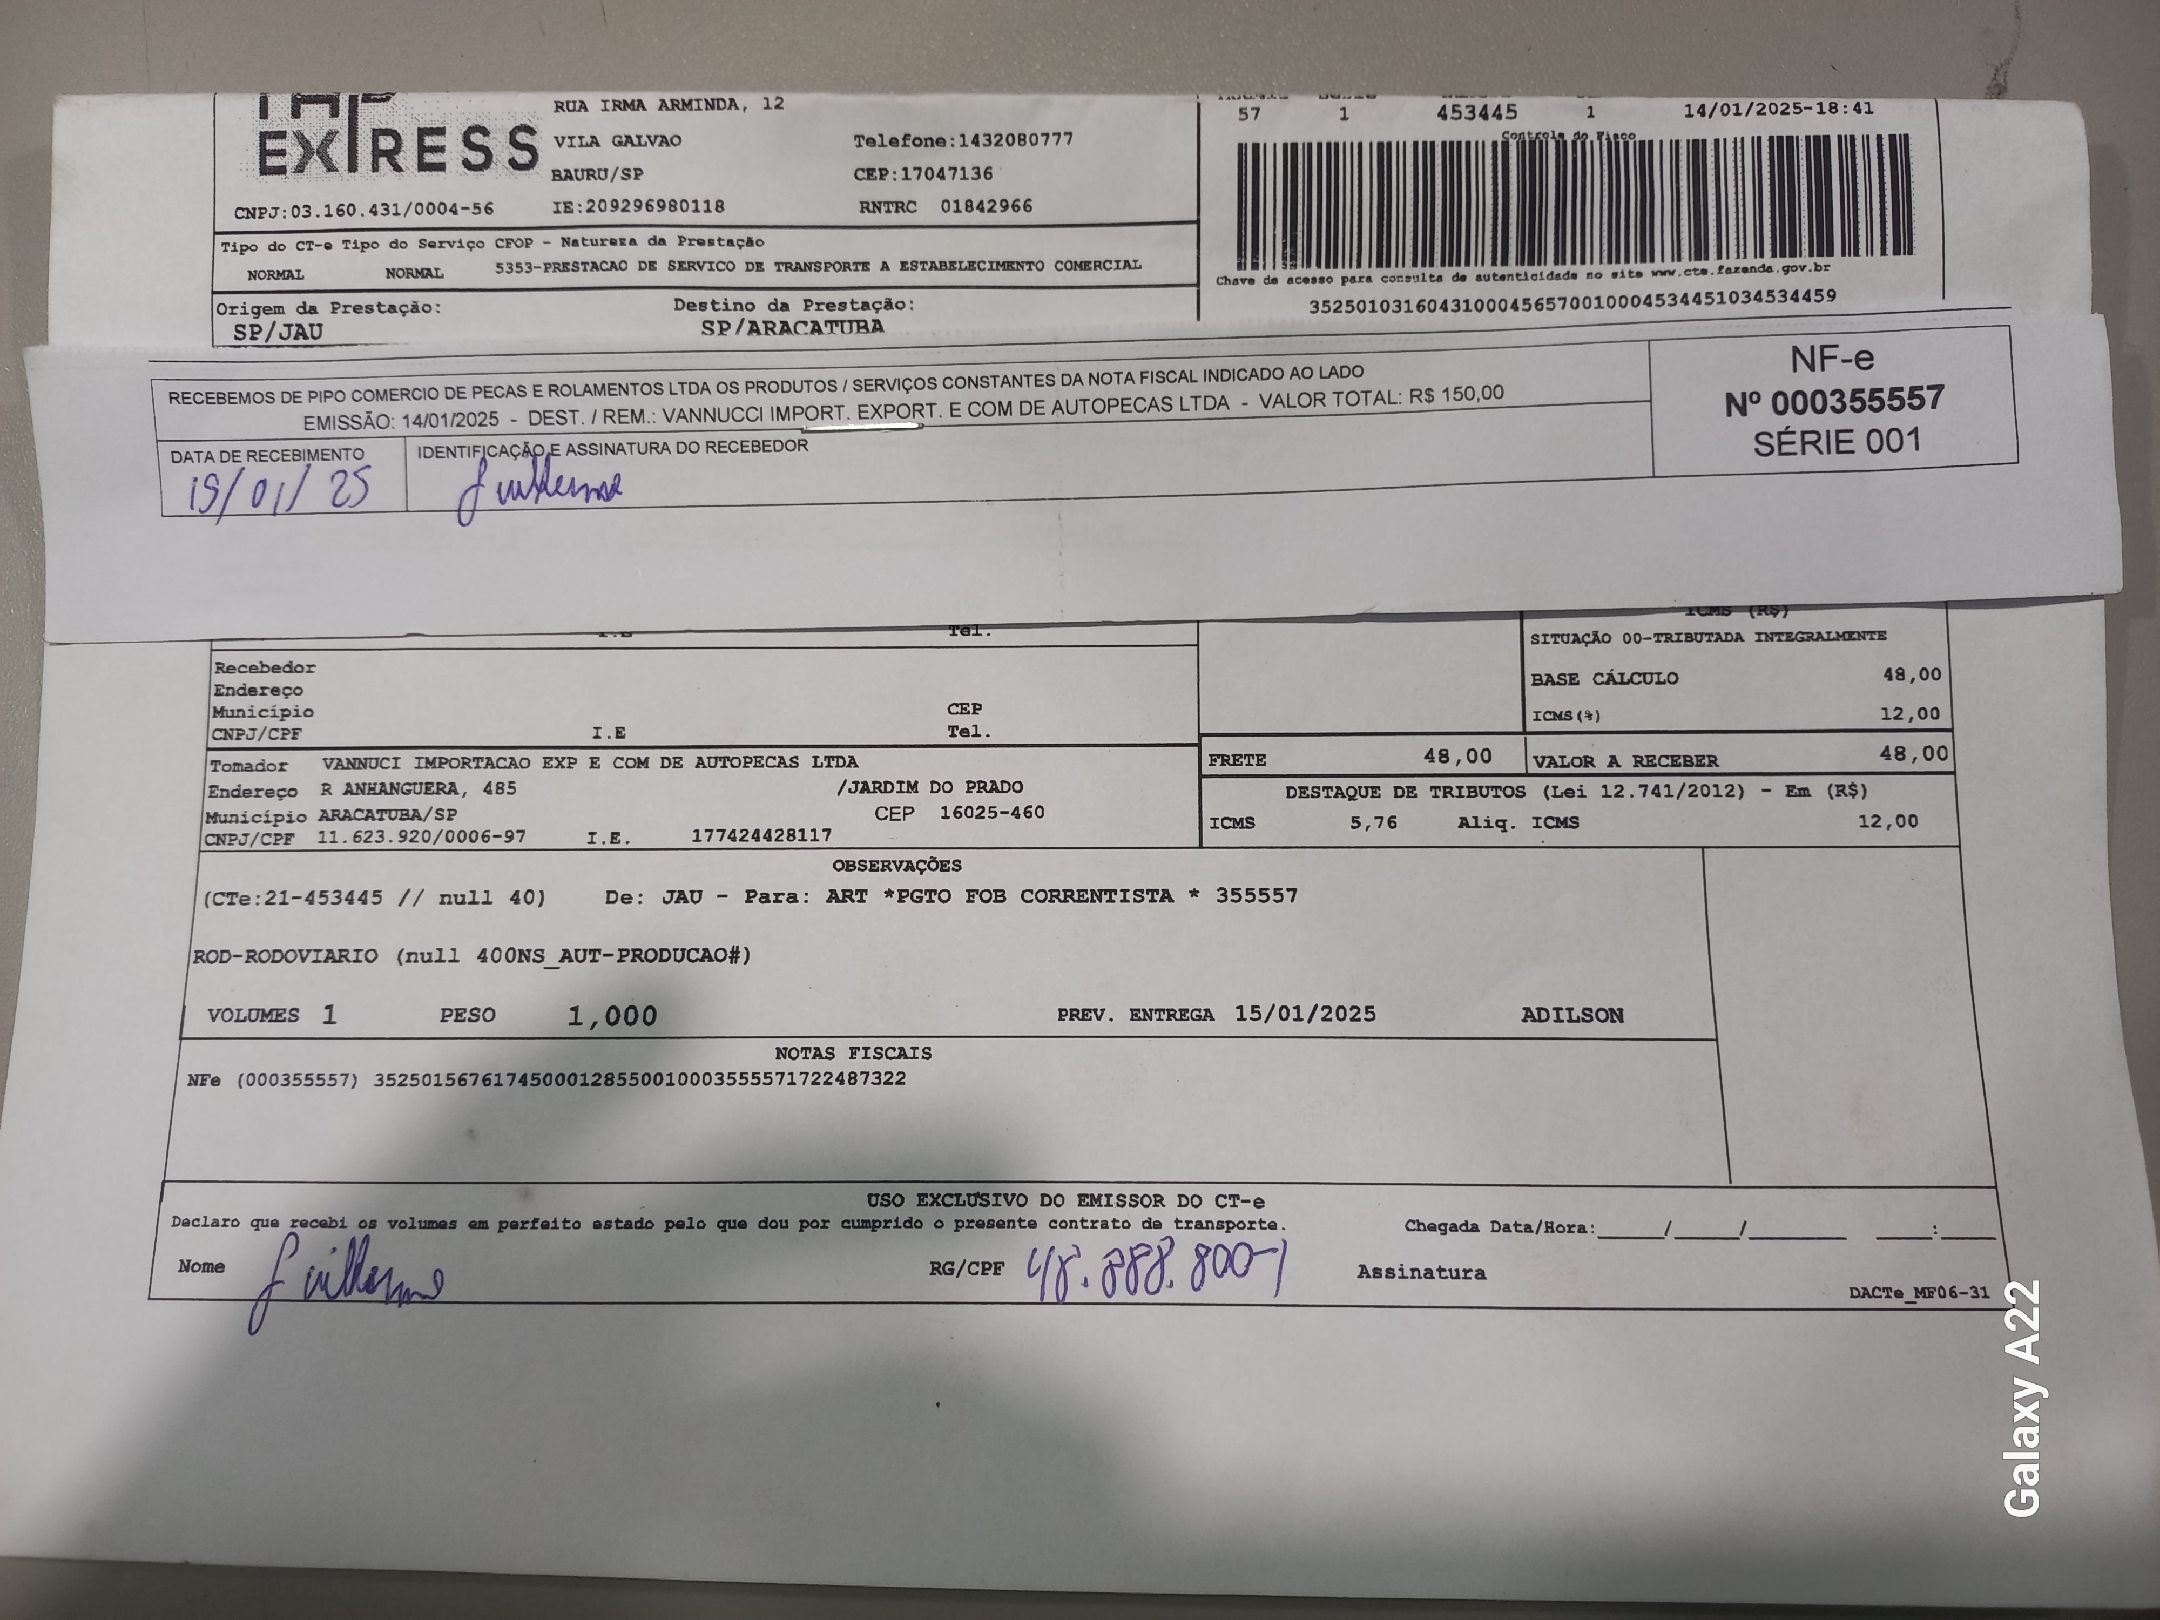 EXPRESS
RUA IRMA ARMINDA, 12
VILA GALVAO Telefone:1432080777
BAURU/SP CEP:17047136
CNPJ:03.160.431/0004-56 IE:209296980118 RNTRC 01842966
57 1 453445 1 14/01/2025-18:41
Controle do Fisco
Tipo do CT-e Tipo do Serviço CFOP - Natureza da Prestação
NORMAL NORMAL 5353-PRESTACAO DE SERVICO DE TRANSPORTE A ESTABELECIMENTO COMERCIAL
Chave de acesso para consulta de autenticidade no site www.cte.fazenda.gov.br
35250103160431000456570010004534451034534459
Origem da Prestação: Destino da Prestação:
SP/JAU SP/ARACATUBA
RECEBEMOS DE PIPO COMERCIO DE PECAS E ROLAMENTOS LTDA OS PRODUTOS / SERVIÇOS CONSTANTES DA NOTA FISCAL INDICADO AO LADO
EMISSÃO: 14/01/2025 - DEST. / REM.: VANNUCCI IMPORT. EXPORT. E COM DE AUTOPECAS LTDA - VALOR TOTAL: R$ 150,00
NF-e
Nº 000355557
SÉRIE 001
DATA DE RECEBIMENTO IDENTIFICAÇÃO E ASSINATURA DO RECEBEDOR
15/01/25 Guilherme
I.E Tel.
ICMS (R$)
SITUAÇÃO 00-TRIBUTADA INTEGRALMENTE
BASE CÁLCULO 48,00
ICMS(%) 12,00
Recebedor
Endereço
Município CEP
CNPJ/CPF I.E Tel.
FRETE 48,00 VALOR A RECEBER 48,00
Tomador VANNUCI IMPORTACAO EXP E COM DE AUTOPECAS LTDA
Endereço R ANHANGUERA, 485 /JARDIM DO PRADO
Município ARACATUBA/SP CEP 16025-460
CNPJ/CPF 11.623.920/0006-97 I.E. 177424428117
DESTAQUE DE TRIBUTOS (Lei 12.741/2012) - Em (R$)
ICMS 5,76 Aliq. ICMS 12,00
OBSERVAÇÕES
(CTe:21-453445 // null 40) De: JAU - Para: ART *PGTO FOB CORRENTISTA * 355557
ROD-RODOVIARIO (null 400NS_AUT-PRODUCAO#)
VOLUMES 1 PESO 1,000 PREV. ENTREGA 15/01/2025 ADILSON
NOTAS FISCAIS
NFe (000355557) 35250156761745000128550010003555571722487322
USO EXCLUSIVO DO EMISSOR DO CT-e
Declaro que recebi os volumes em perfeito estado pelo que dou por cumprido o presente contrato de transporte. Chegada Data/Hora:_____/_____/_______ ____:____
Nome Guilherme RG/CPF 48.888.800-1 Assinatura
DACTe_MF06-31
Galaxy A22